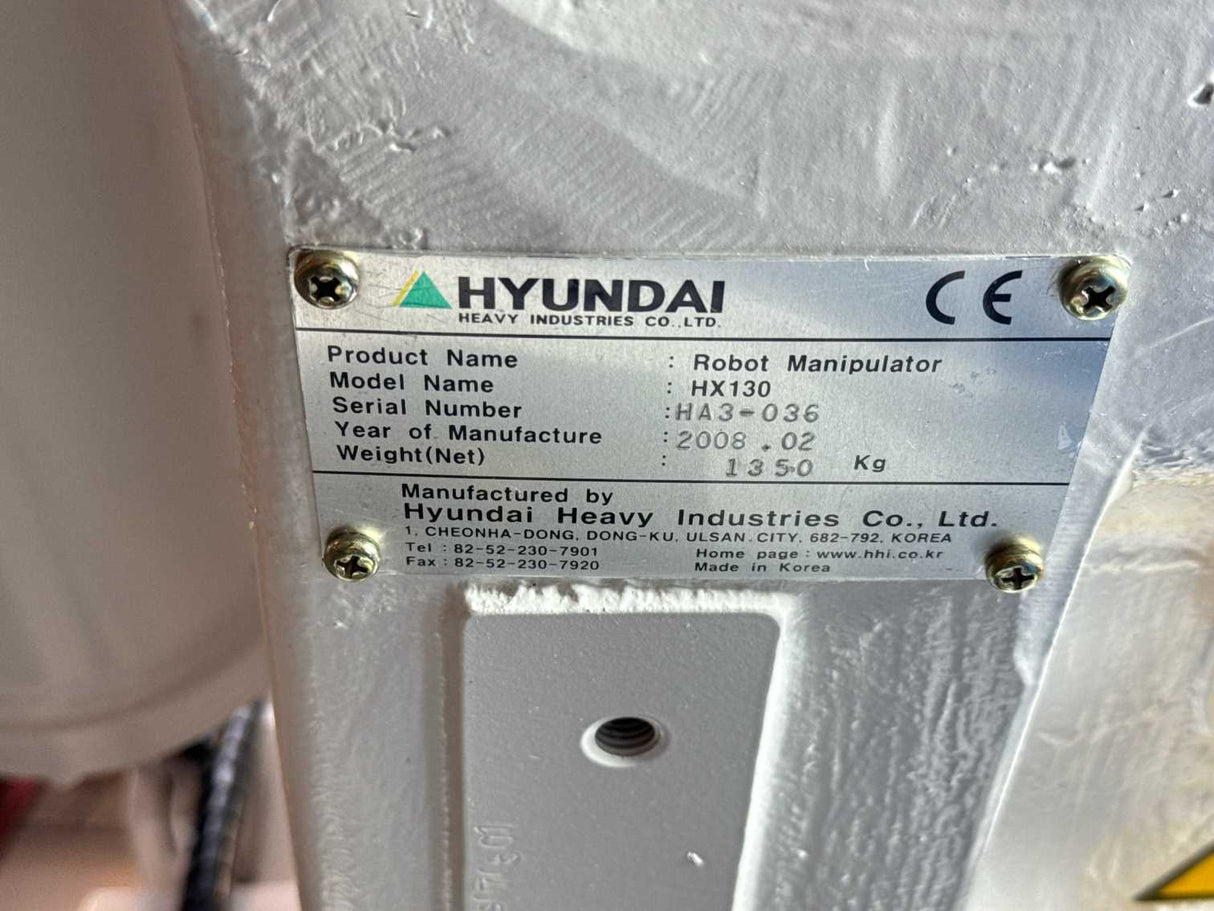 HYUNDAI
HEAVY INDUSTRIES CO.,LTD.
CE
Product Name : Robot Manipulator
Model Name : HX130
Serial Number :HA3-036
Year of Manufacture :2008.02
Weight(Net) : 1350 Kg
Manufactured by
Hyundai Heavy Industries Co., Ltd.
1, CHEONHA-DONG, DONG-KU, ULSAN CITY, 682-792, KOREA
Tel : 82-52-230-7901 Home page : www.hhi.co.kr
Fax : 82-52-230-7920 Made in Korea